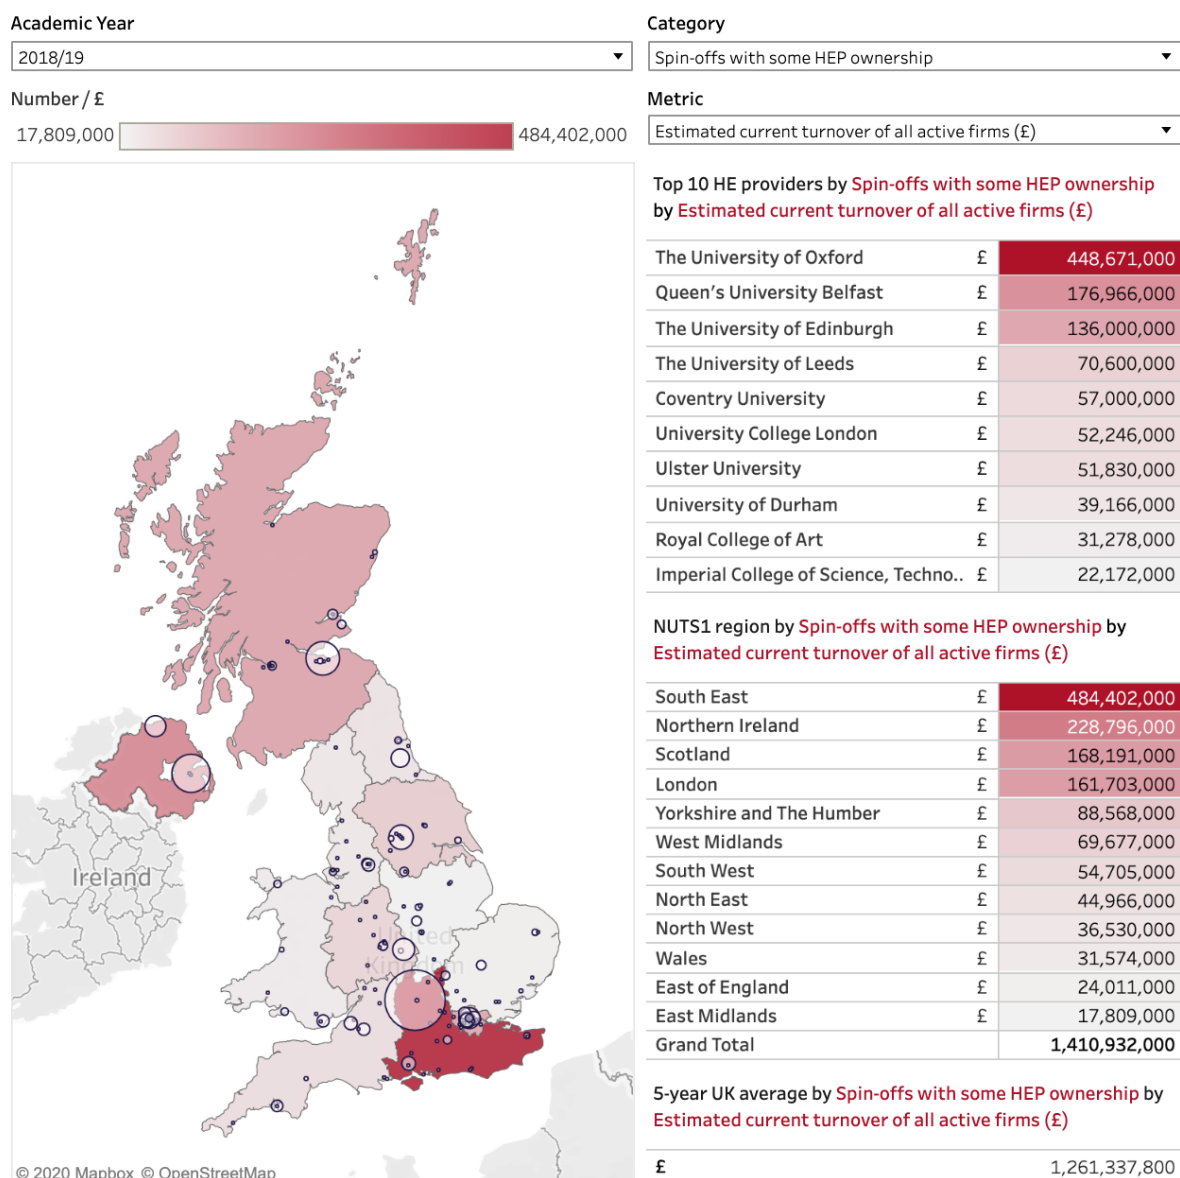 Academic Year
2018/19
Number / £
17,809,000 484,402,000
Category
Spin-offs with some HEP ownership
Metric
Estimated current turnover of all active firms (£)
Ireland
United
Kingdom
© 2020 Mapbox © OpenStreetMap
Top 10 HE providers by Spin-offs with some HEP ownership
by Estimated current turnover of all active firms (£)
The University of Oxford £ 448,671,000
Queen's University Belfast £ 176,966,000
The University of Edinburgh £ 136,000,000
The University of Leeds £ 70,600,000
Coventry University £ 57,000,000
University College London £ 52,246,000
Ulster University £ 51,830,000
University of Durham £ 39,166,000
Royal College of Art £ 31,278,000
Imperial College of Science, Techno.. £ 22,172,000
NUTS1 region by Spin-offs with some HEP ownership by
Estimated current turnover of all active firms (£)
South East £ 484,402,000
Northern Ireland £ 228,796,000
Scotland £ 168,191,000
London £ 161,703,000
Yorkshire and The Humber £ 88,568,000
West Midlands £ 69,677,000
South West £ 54,705,000
North East £ 44,966,000
North West £ 36,530,000
Wales £ 31,574,000
East of England £ 24,011,000
East Midlands £ 17,809,000
Grand Total 1,410,932,000
5-year UK average by Spin-offs with some HEP ownership by
Estimated current turnover of all active firms (£)
£ 1,261,337,800